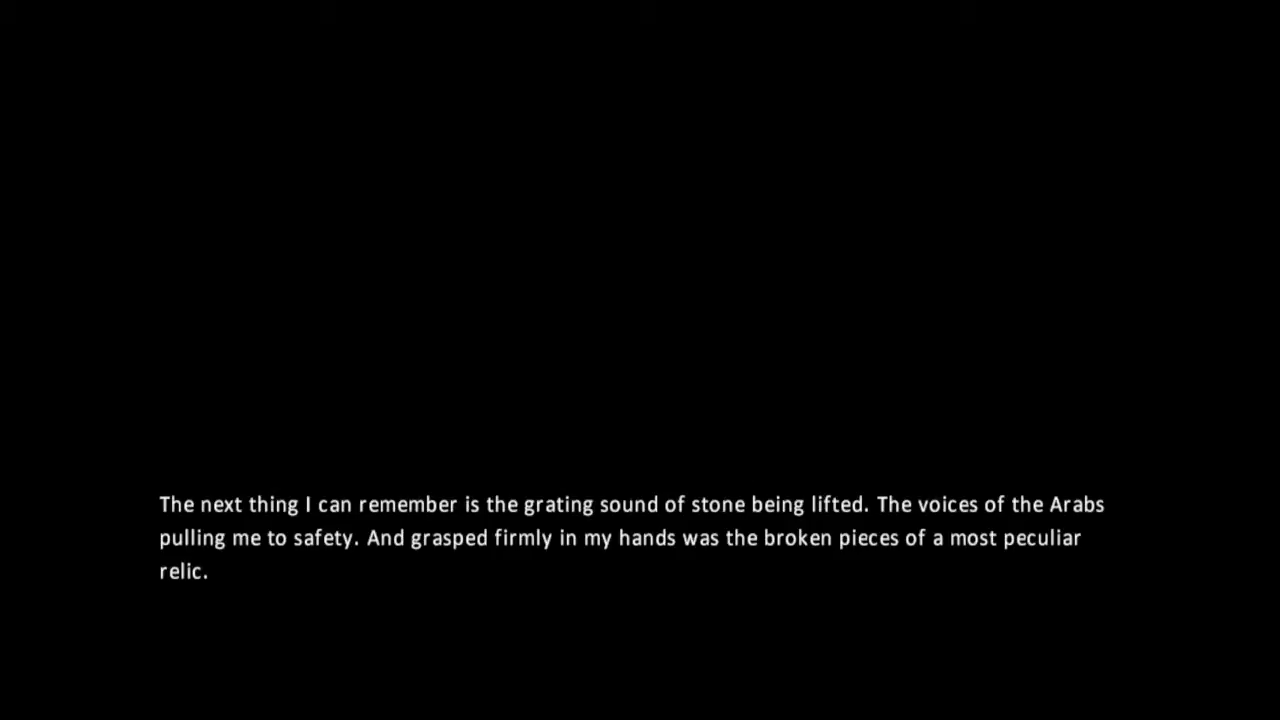 The next thing I can remember is the grating sound of stone being lifted. The voices of the Arabs
pulling me to safety. And grasped firmly in my hands was the broken pieces of a most peculiar
relic.